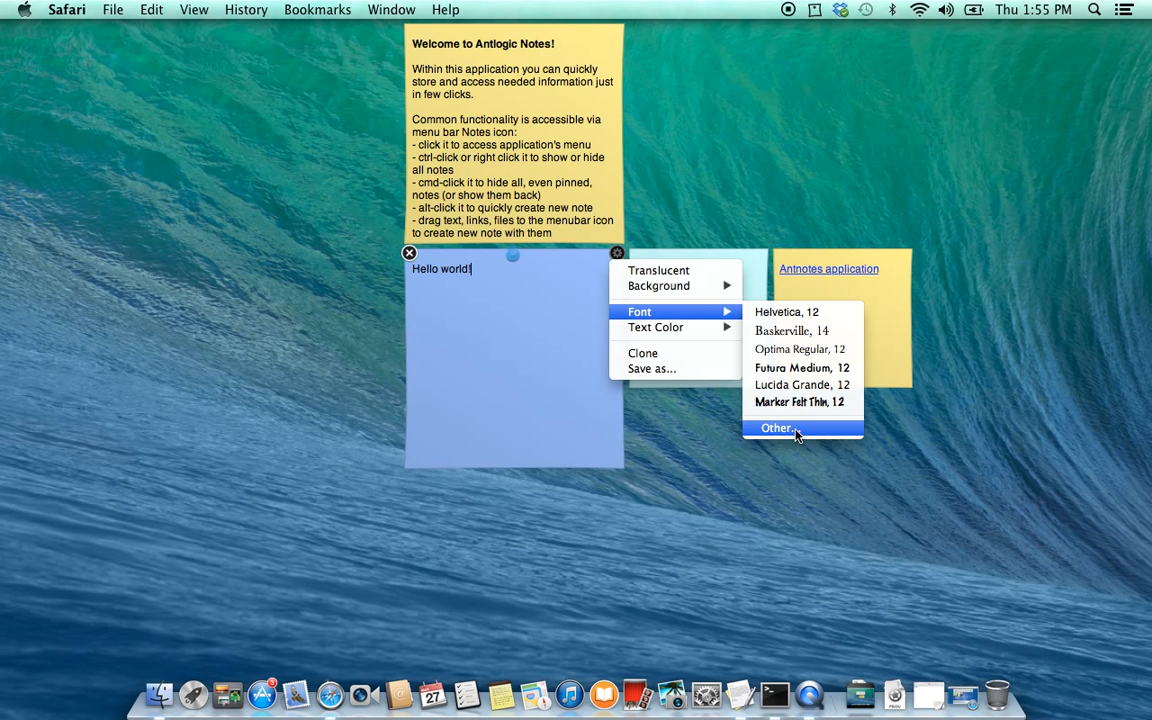 Safari File Edit View History Bookmarks Window Help Thu 1:55 PM
Welcome to Antlogic Notes!
Within this application you can quickly
store and access needed information just
in few clicks.
Common functionality is accessible via
menu bar Notes icon:
- click it to access application's menu
- ctrl-click or right click it to show or hide
all notes
- cmd-click it to hide all, even pinned,
notes (or show them back)
- alt-click it to quickly create new note
- drag text, links, files to the menubar icon
to create new note with them
Hello world!
Translucent
Background
Font
Text Color
Clone
Save as...
Helvetica, 12
Baskerville, 14
Optima Regular, 12
Futura Medium, 12
Lucida Grande, 12
Marker Felt Thin, 12
Other...
Antnotes application
3
27